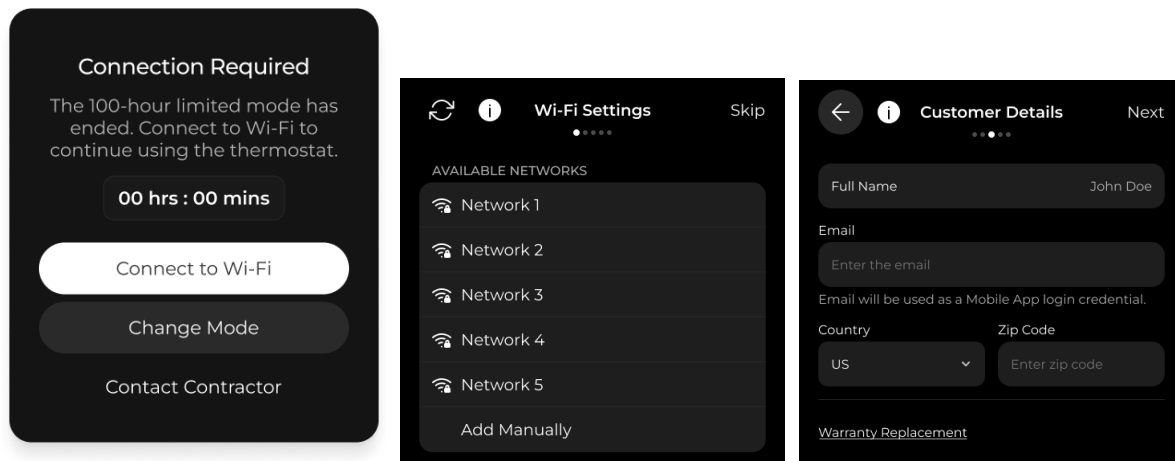 Connection Required
The 100-hour limited mode has
ended. Connect to Wi-Fi to
continue using the thermostat.
00 hrs : 00 mins
Connect to Wi-Fi
Change Mode
Contact Contractor
Wi-Fi Settings
Skip
AVAILABLE NETWORKS
Network 1
Network 2
Network 3
Network 4
Network 5
Add Manually
Customer Details
Next
Full Name
John Doe
Email
Enter the email
Email will be used as a Mobile App login credential.
Country
Zip Code
US
Enter zip code
Warranty Replacement